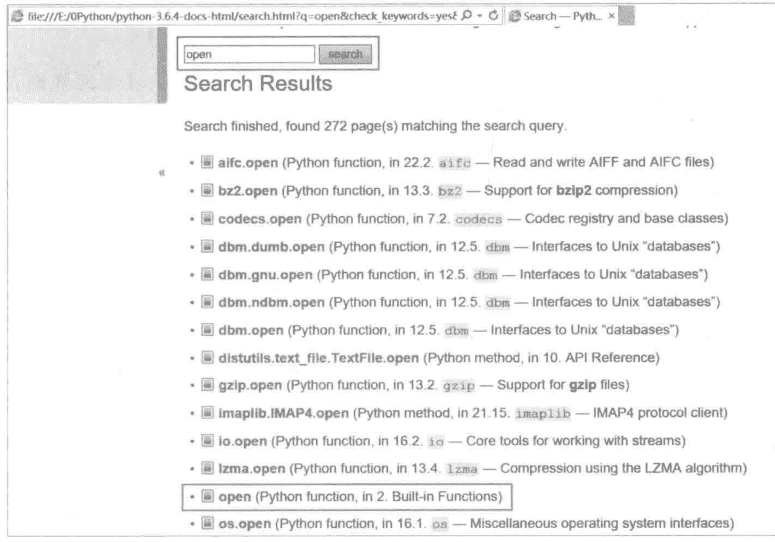 file:///E:/0Python/python-3.6.4-docs-html/search.html?q=open&check_keywords=yes& Search — Pyth... ×
open search
Search Results
Search finished, found 272 page(s) matching the search query.
«
• aifc.open (Python function, in 22.2. aifc — Read and write AIFF and AIFC files)
• bz2.open (Python function, in 13.3. bz2 — Support for bzip2 compression)
• codecs.open (Python function, in 7.2. codecs — Codec registry and base classes)
• dbm.dumb.open (Python function, in 12.5. dbm — Interfaces to Unix “databases”)
• dbm.gnu.open (Python function, in 12.5. dbm — Interfaces to Unix “databases”)
• dbm.ndbm.open (Python function, in 12.5. dbm — Interfaces to Unix “databases”)
• dbm.open (Python function, in 12.5. dbm — Interfaces to Unix “databases”)
• distutils.text_file.TextFile.open (Python method, in 10. API Reference)
• gzip.open (Python function, in 13.2. gzip — Support for gzip files)
• imaplib.IMAP4.open (Python method, in 21.15. imaplib — IMAP4 protocol client)
• io.open (Python function, in 16.2. io — Core tools for working with streams)
• lzma.open (Python function, in 13.4. lzma — Compression using the LZMA algorithm)
• open (Python function, in 2. Built-in Functions)
• os.open (Python function, in 16.1. os — Miscellaneous operating system interfaces)